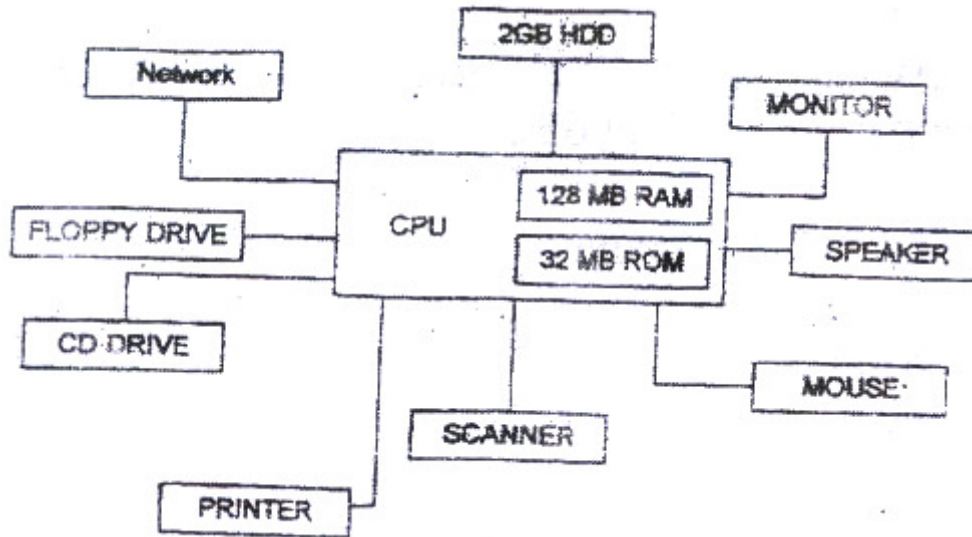 2GB HDD
Network
MONITOR
128 MB RAM
CPU
FLOPPY DRIVE
32 MB ROM
SPEAKER
CD DRIVE
MOUSE
SCANNER
PRINTER